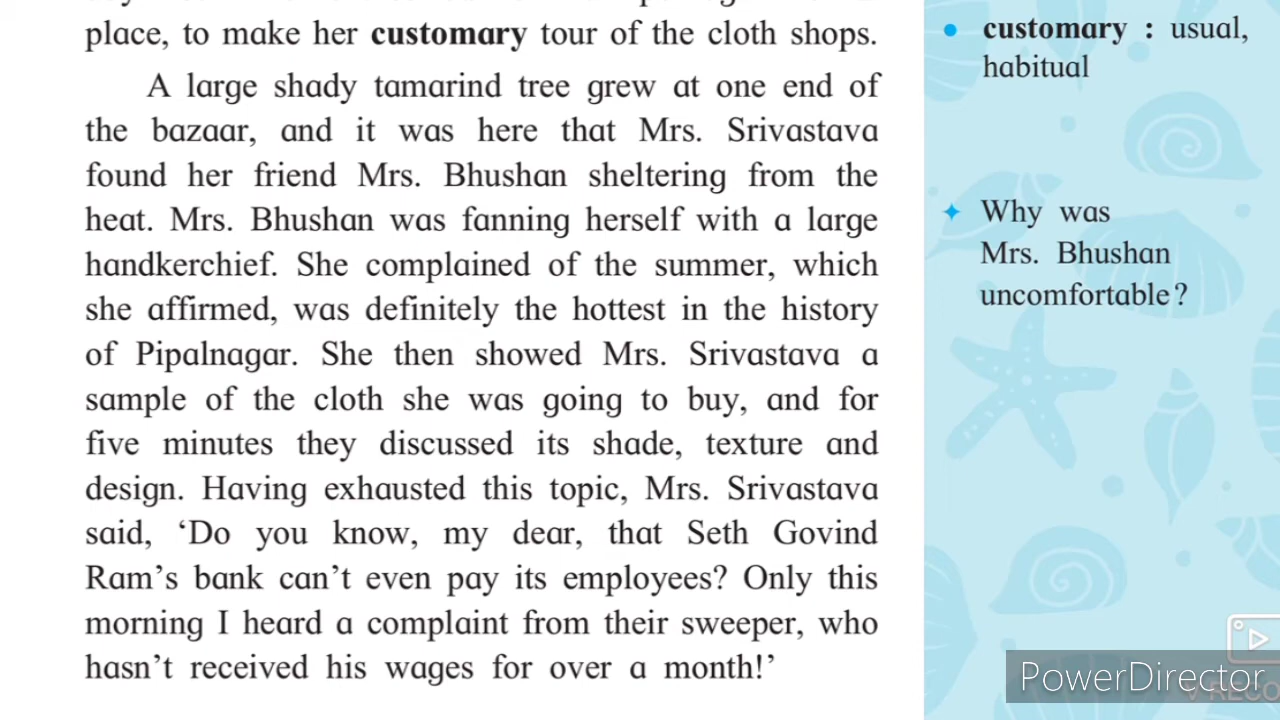 place, to make her customary tour of the cloth shops.
A large shady tamarind tree grew at one end of
the bazaar, and it was here that Mrs. Srivastava
found her friend Mrs. Bhushan sheltering from the
heat. Mrs. Bhushan was fanning herself with a large
handkerchief. She complained of the summer, which
she affirmed, was definitely the hottest in the history
of Pipalnagar. She then showed Mrs. Srivastava a
sample of the cloth she was going to buy, and for
five minutes they discussed its shade, texture and
design. Having exhausted this topic, Mrs. Srivastava
said, ‘Do you know, my dear, that Seth Govind
Ram’s bank can’t even pay its employees? Only this
morning I heard a complaint from their sweeper, who
hasn’t received his wages for over a month!’
• customary : usual,
habitual
✦ Why was
Mrs. Bhushan
uncomfortable?
PowerDirector